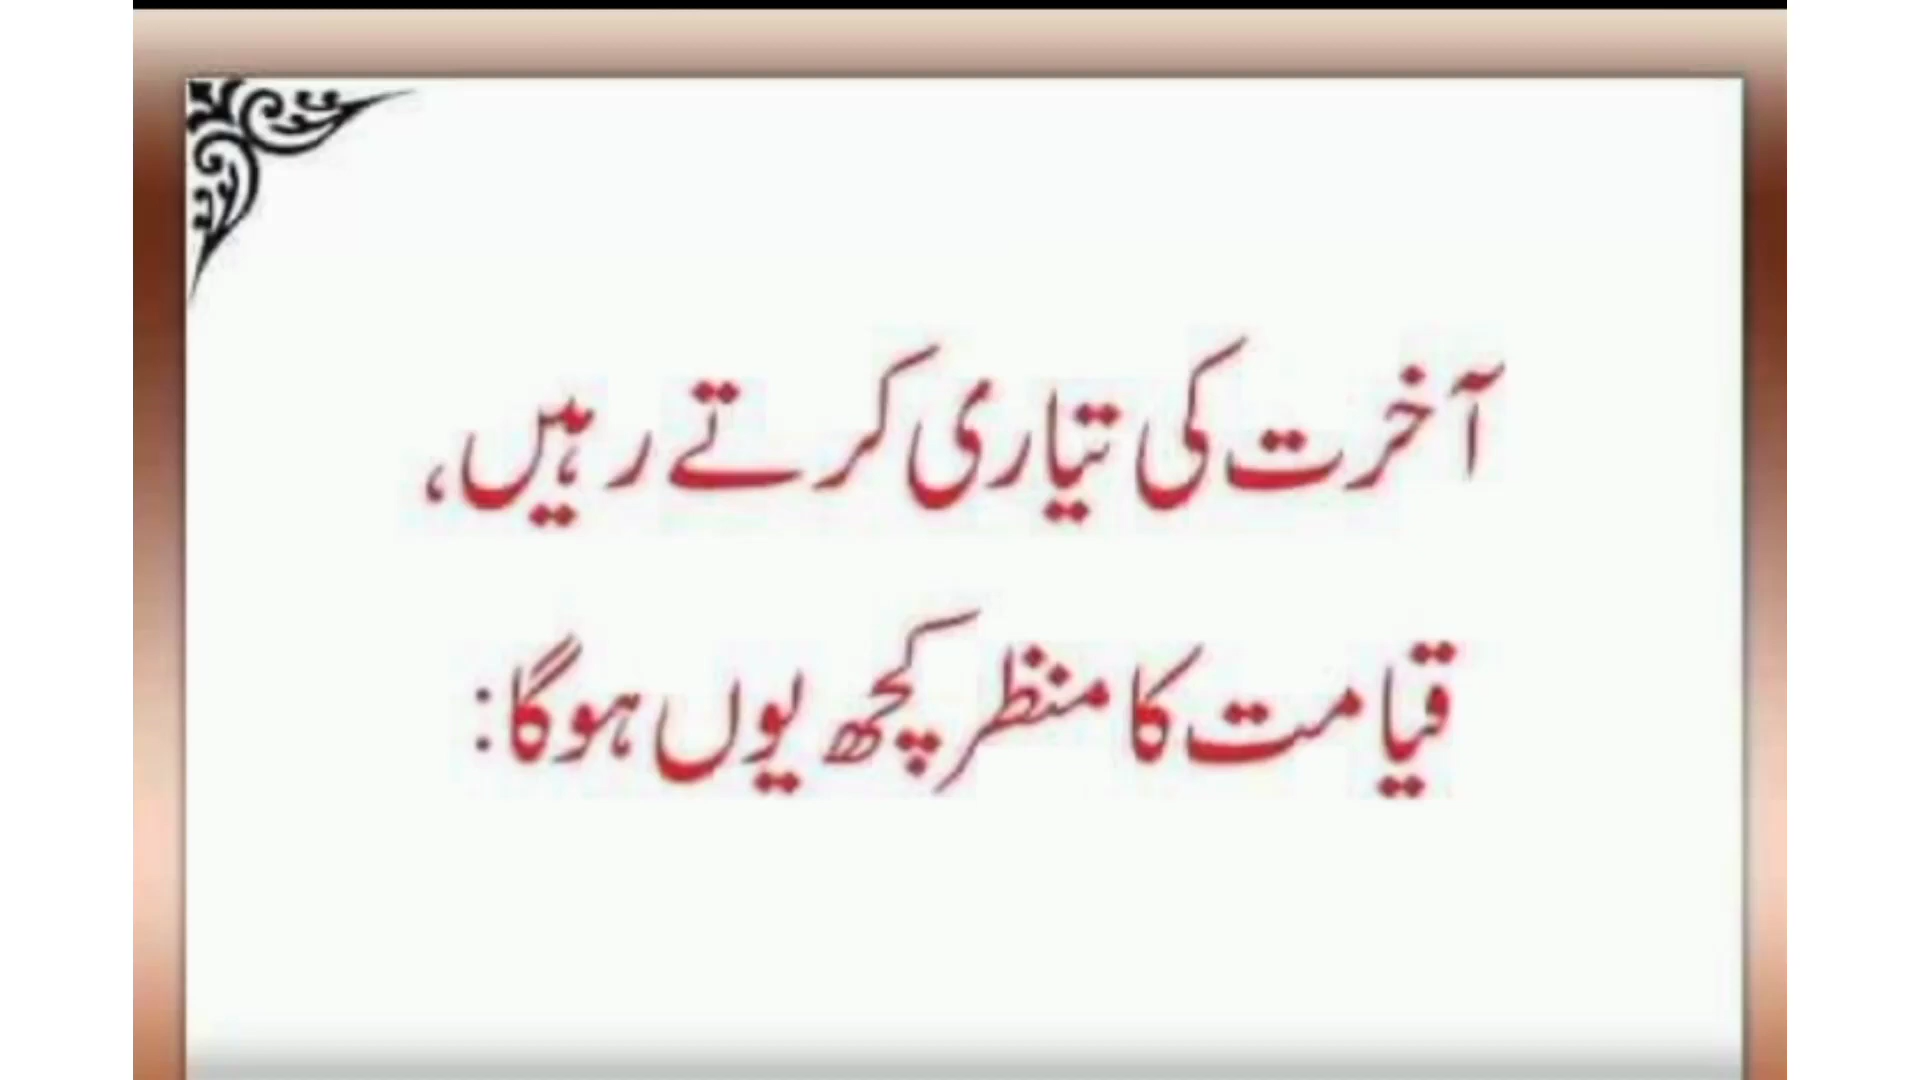 آخرت کی تیاری کرتے رہیں،
قیامت کا منظر کچھ یوں ہوگا: